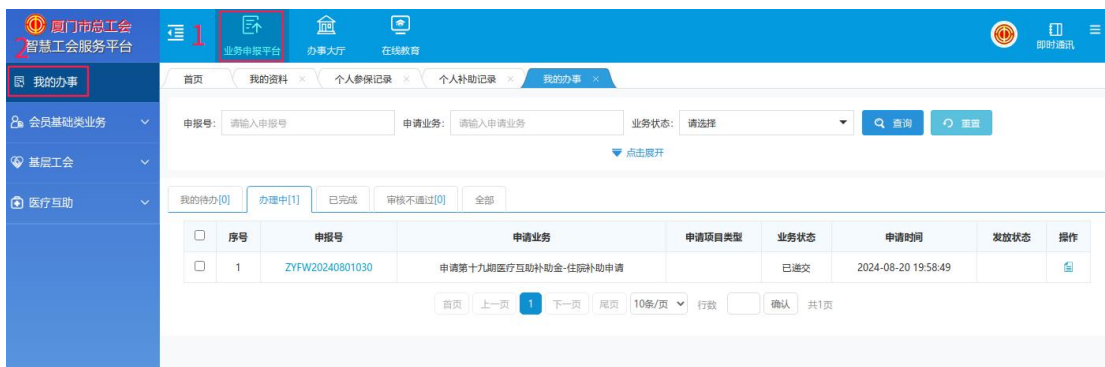 厦门市总工会
智慧工会服务平台
1
2
业务申报平台
办事大厅
在线教育
即时通讯
我的办事
会员基础类业务
基层工会
医疗互助
首页 我的资料 × 个人参保记录 × 个人补助记录 × 我的办事 ×
申报号: 请输入申报号 申请业务: 请输入申请业务 业务状态: 请选择 查询 重置
点击展开
我的待办[0] 办理中[1] 已完成 审核不通过[0] 全部
序号 申报号 申请业务 申请项目类型 业务状态 申请时间 发放状态 操作
1 ZYFW20240801030 申请第十九期医疗互助补助金-住院补助申请 已递交 2024-08-20 19:58:49
首页 上一页 1 下一页 尾页 10条/页 行数 确认 共1页